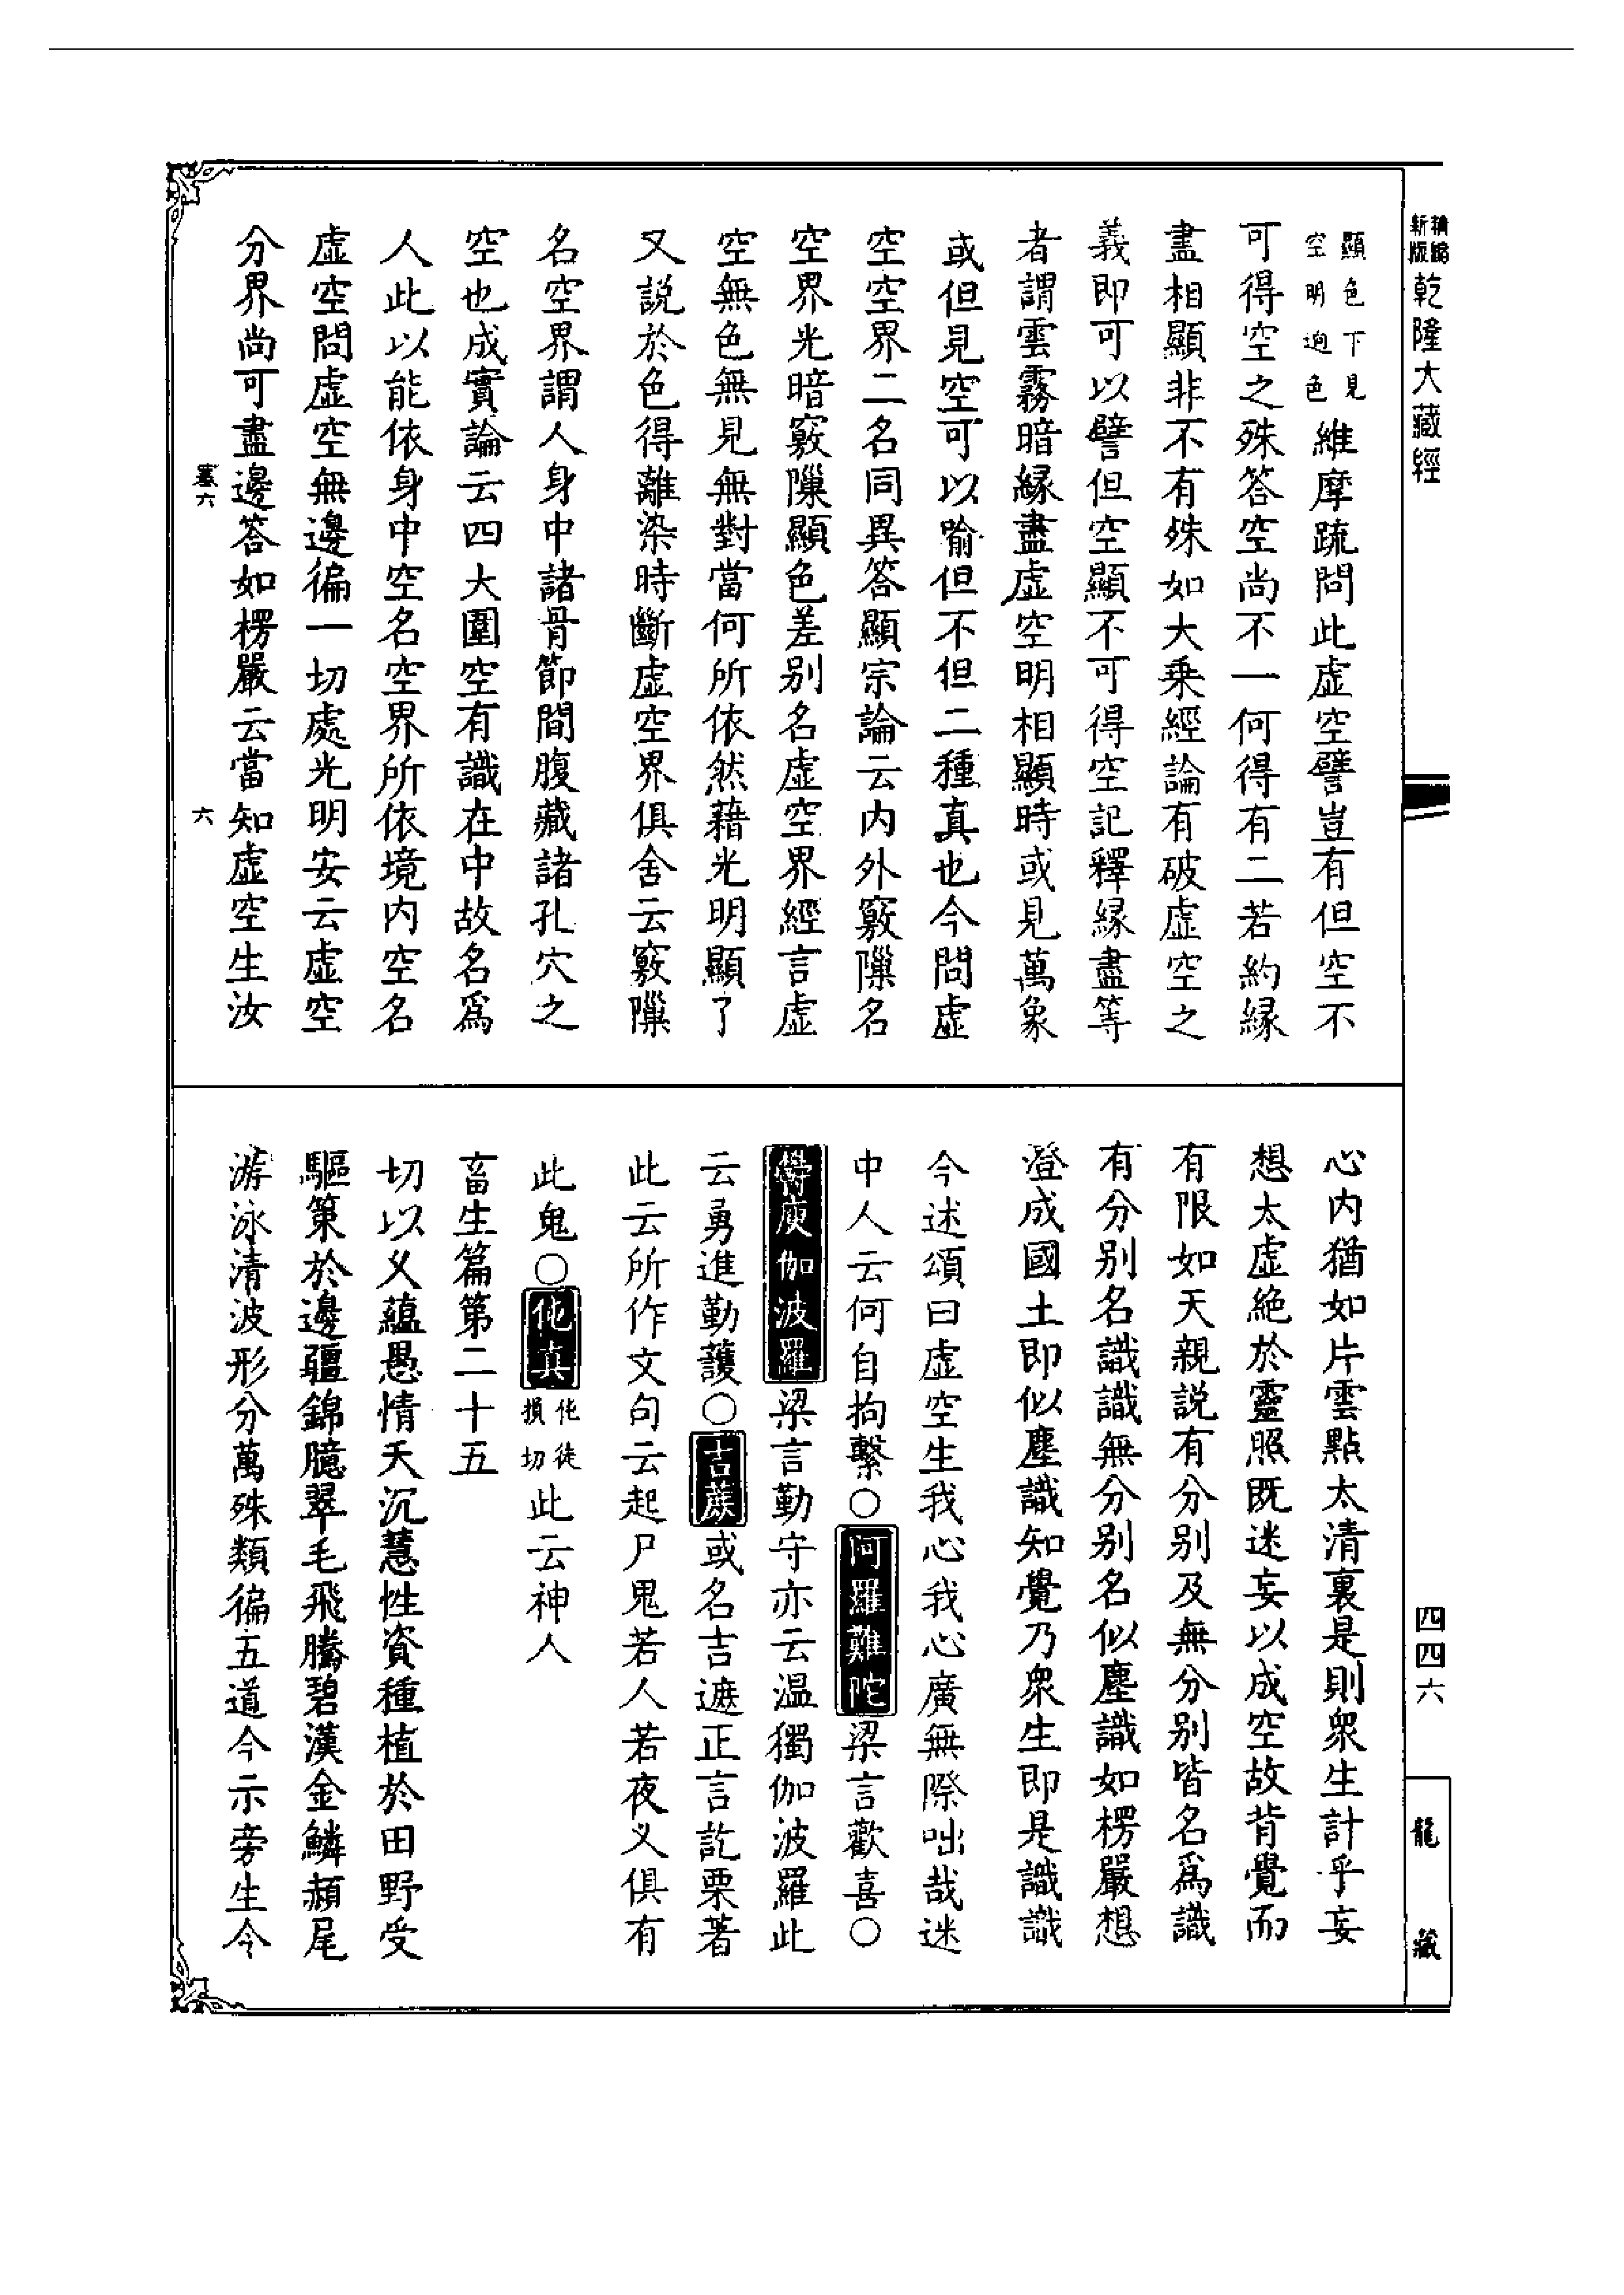 新版
精縮
乾隆大藏經
四四六
龍藏
顯色下見
空明迥色
維摩疏問此虛空譬豈有但空不
可得空之殊答空尚不一何得有二若約緣
盡相顯非不有殊如大乘經論有破虛空之
義即可以譬但空顯不可得空記釋緣盡等
者謂雲霧暗緣盡虛空明相顯時或見萬象
或但見空可以喻但不但二種真也今問虛
空空界二名同異答顯宗論云內外竅隟名
空界光暗竅隟顯色差別名虛空界經言虛
空無色無見無對當何所依然藉光明顯了
又說於色得離染時斷虛空界俱舍云竅隟
名空界謂人身中諸骨節間腹藏諸孔穴之
空也成實論云四大圍空有識在中故名爲
人此以能依身中空名空界所依境內空名
虛空問虛空無邊徧一切處光明安云虛空
分界尚可盡邊答如楞嚴云當知虛空生汝
塞六
六
心內猶如片雲點太清裏是則衆生計乎妄
想太虛絶於靈照既迷妄以成空故背覺而
有限如天親說有分別及無分別皆名爲識
有分別名識識無分別名似塵識如楞嚴想
澄成國土即似塵識知覺乃衆生即是識識
今述頌曰虛空生我心我心廣無際咄哉迷
中人云何自拘繫○阿羅難陀梁言歡喜○
鬱庾伽波羅梁言勤守亦云溫獨伽波羅此
云勇進勤護○吉蔗或名吉遮正言訖栗著
此云所作文句云起尸鬼若人若夜叉俱有
此鬼○佗真佗徒損切此云神人
畜生篇第二十五
切以乂蘊愚情夭沉慧性資種植於田野受
驅策於邊疆錦臆翠毛飛騰碧漢金鱗赬尾
游泳清波形分萬殊類徧五道今示旁生令